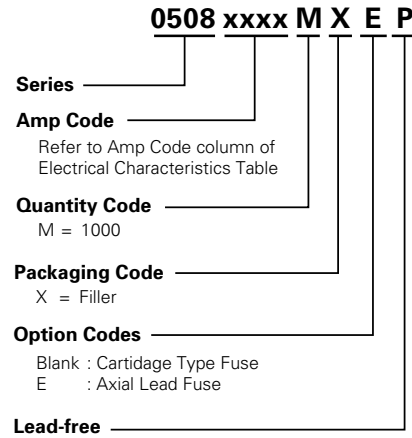 0508 xxxx M X E P
Series
Amp Code
Refer to Amp Code column of
Electrical Characteristics Table
Quantity Code
M = 1000
Packaging Code
X = Filler
Option Codes
Blank : Cartidage Type Fuse
E : Axial Lead Fuse
Lead-free